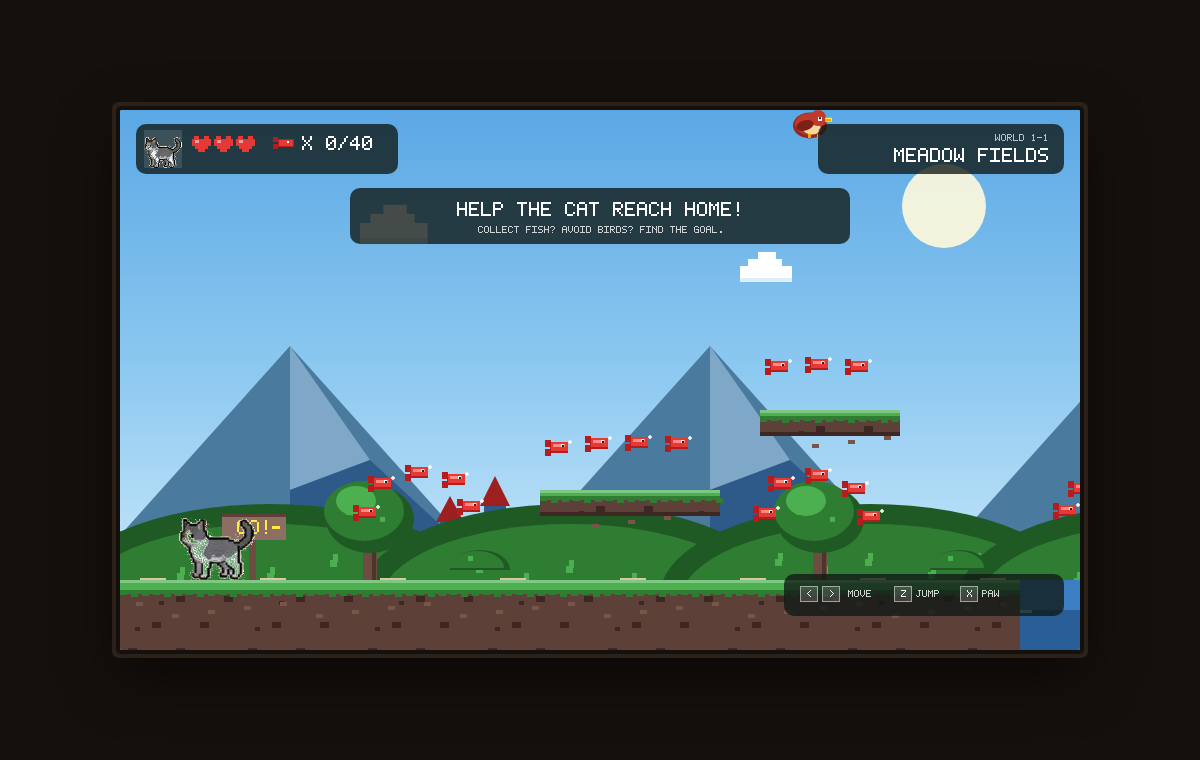 X 0/40
WORLD 1-1
MEADOW FIELDS
HELP THE CAT REACH HOME!
COLLECT FISH? AVOID BIRDS? FIND THE GOAL.
< > MOVE Z JUMP X PAW